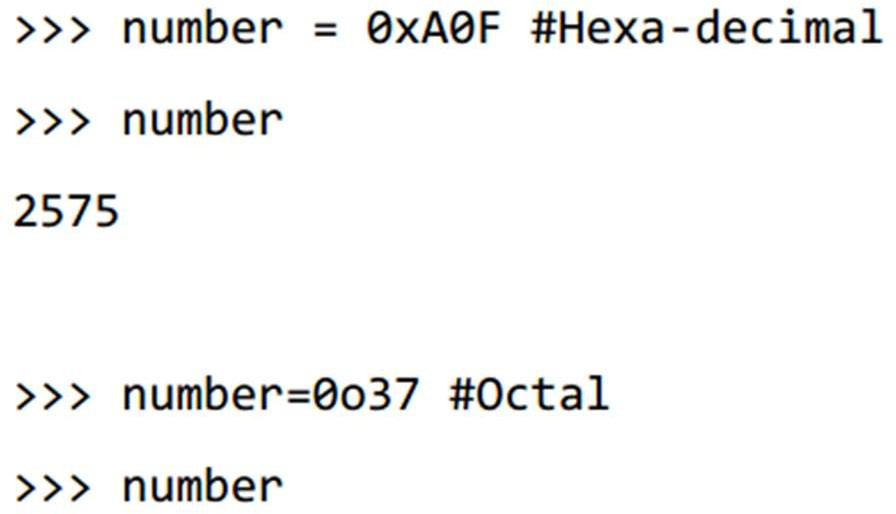 >>> number = 0xA0F #Hexa-decimal
>>> number
2575
>>> number=0o37 #Octal
>>> number